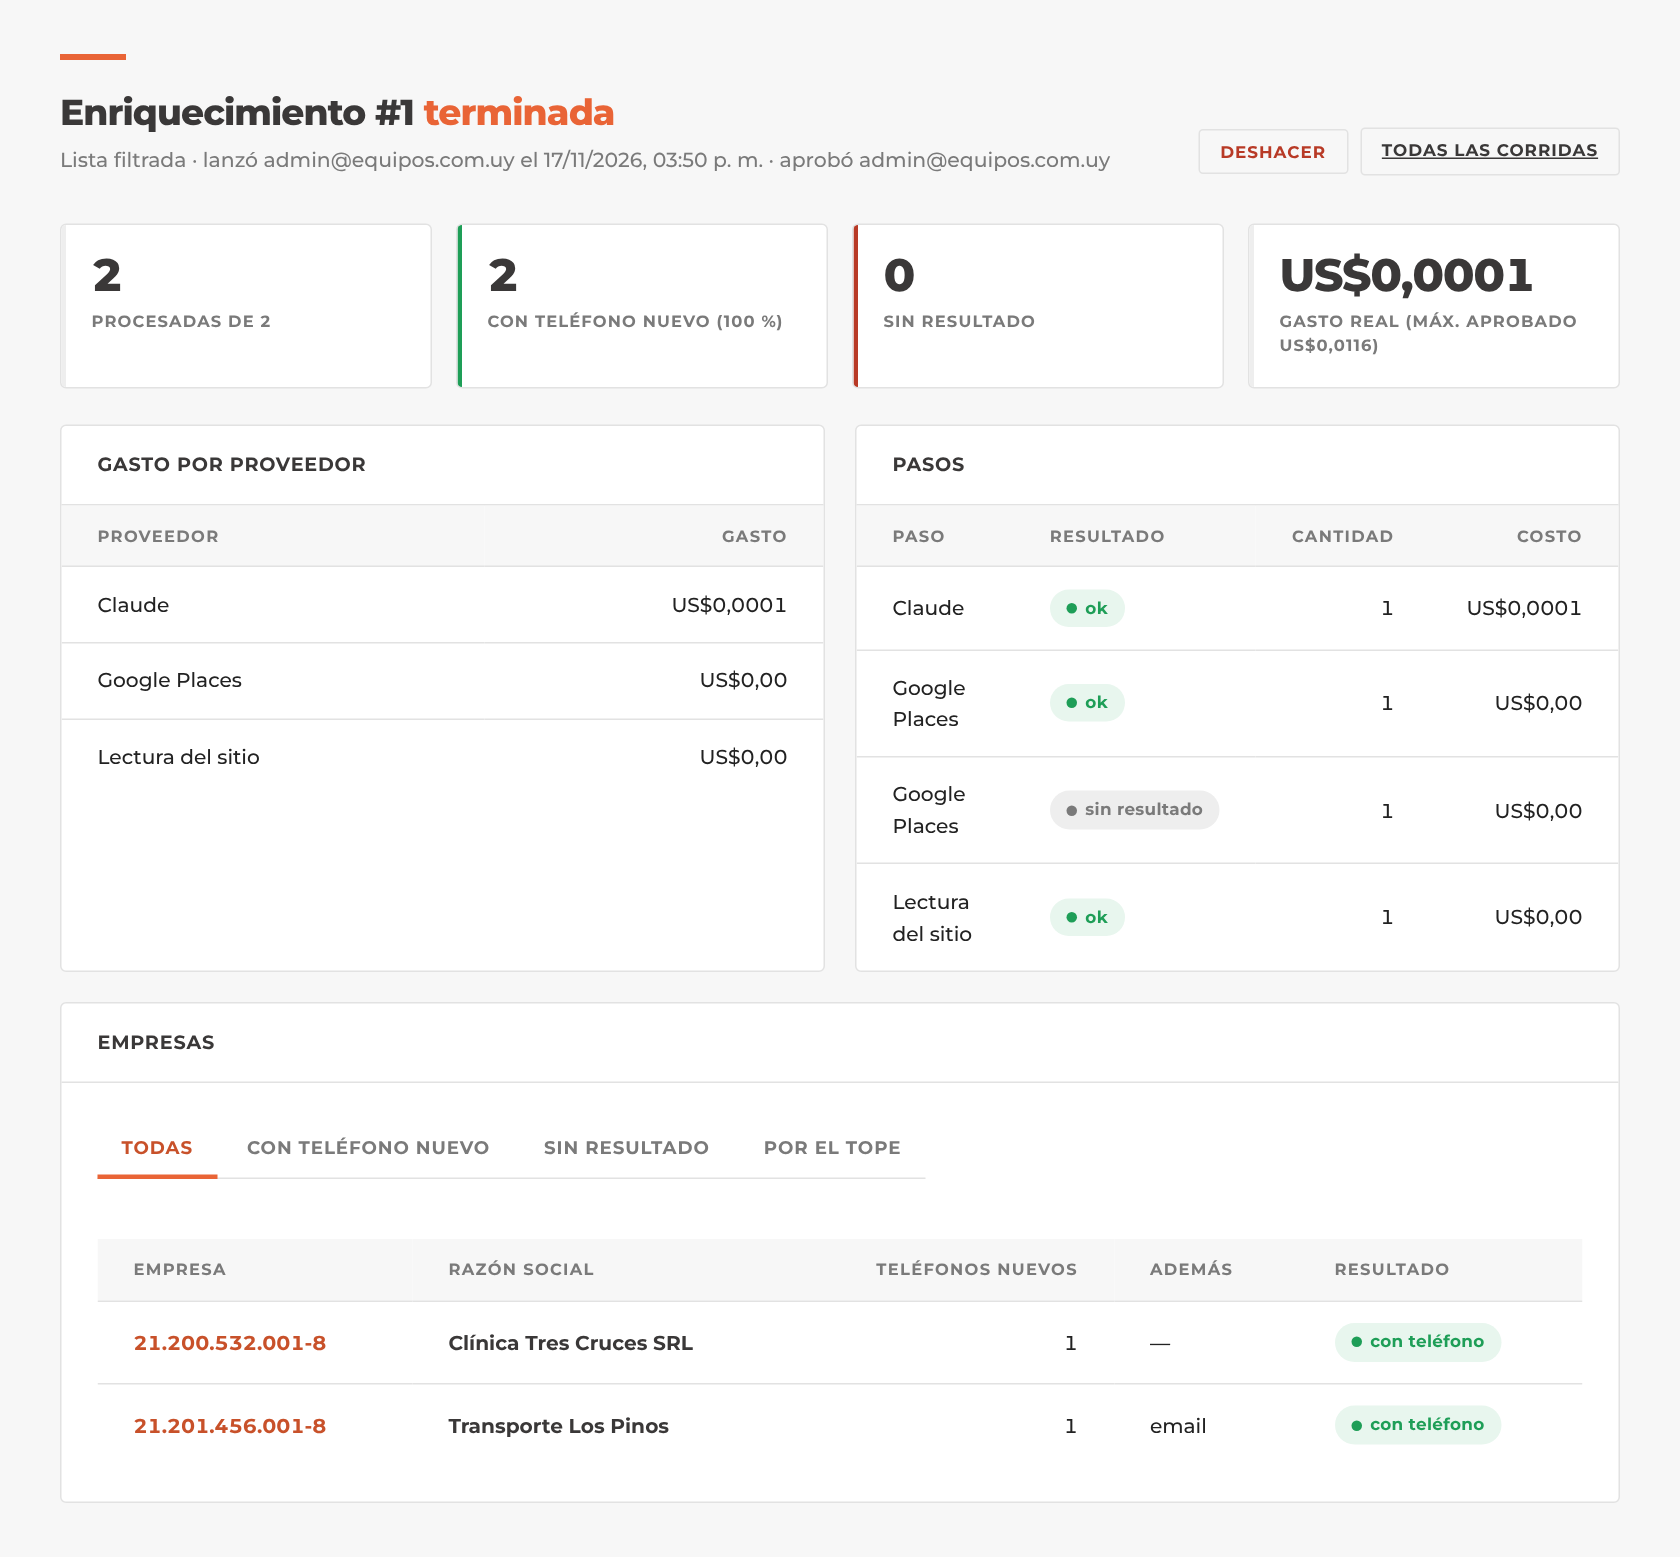 Enriquecimiento #1 terminada
Lista filtrada · lanzó admin@equipos.com.uy el 17/11/2026, 03:50 p. m. · aprobó admin@equipos.com.uy
DESHACER
TODAS LAS CORRIDAS
2
PROCESADAS DE 2
2
CON TELÉFONO NUEVO (100 %)
0
SIN RESULTADO
US$0,0001
GASTO REAL (MÁX. APROBADO
US$0,0116)
GASTO POR PROVEEDOR
PROVEEDOR GASTO
Claude US$0,0001
Google Places US$0,00
Lectura del sitio US$0,00
PASOS
PASO RESULTADO CANTIDAD COSTO
Claude ok 1 US$0,0001
Google
Places ok 1 US$0,00
Google
Places sin resultado 1 US$0,00
Lectura
del sitio ok 1 US$0,00
EMPRESAS
TODAS CON TELÉFONO NUEVO SIN RESULTADO POR EL TOPE
EMPRESA RAZÓN SOCIAL TELÉFONOS NUEVOS ADEMÁS RESULTADO
21.200.532.001-8 Clínica Tres Cruces SRL 1 — con teléfono
21.201.456.001-8 Transporte Los Pinos 1 email con teléfono